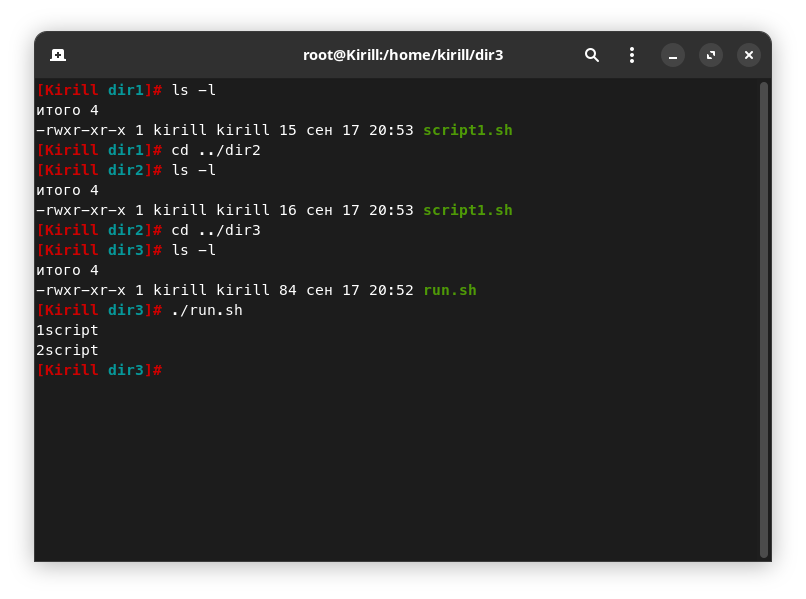 root@Kirill:/home/kirill/dir3
[Kirill dir1]# ls -l
итого 4
-rwxr-xr-x 1 kirill kirill 15 сен 17 20:53 script1.sh
[Kirill dir1]# cd ../dir2
[Kirill dir2]# ls -l
итого 4
-rwxr-xr-x 1 kirill kirill 16 сен 17 20:53 script1.sh
[Kirill dir2]# cd ../dir3
[Kirill dir3]# ls -l
итого 4
-rwxr-xr-x 1 kirill kirill 84 сен 17 20:52 run.sh
[Kirill dir3]# ./run.sh
1script
2script
[Kirill dir3]#